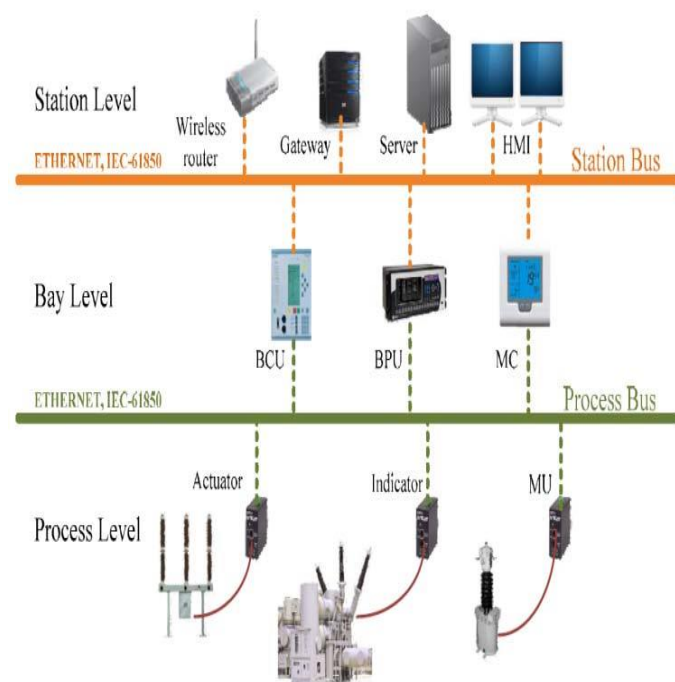 Station Level
Wireless
router
Gateway
Server
HMI
ETHERNET, IEC-61850
Station Bus
Bay Level
BCU
BPU
MC
ETHERNET, IEC-61850
Process Bus
Actuator
Indicator
MU
Process Level